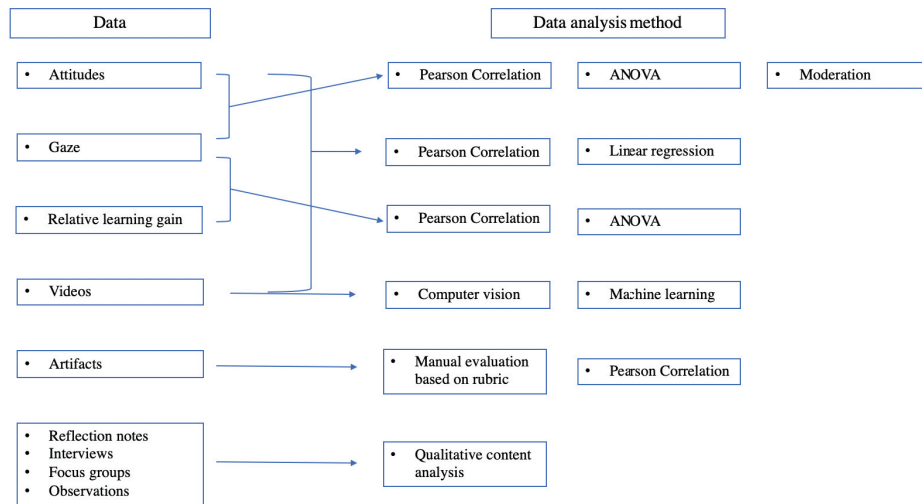 Data
Data analysis method
• Attitudes
• Pearson Correlation
• ANOVA
• Moderation
• Gaze
• Pearson Correlation
• Linear regression
• Relative learning gain
• Pearson Correlation
• ANOVA
• Videos
• Computer vision
• Machine learning
• Artifacts
• Manual evaluation
based on rubric
• Pearson Correlation
• Reflection notes
• Interviews
• Focus groups
• Observations
• Qualitative content
analysis